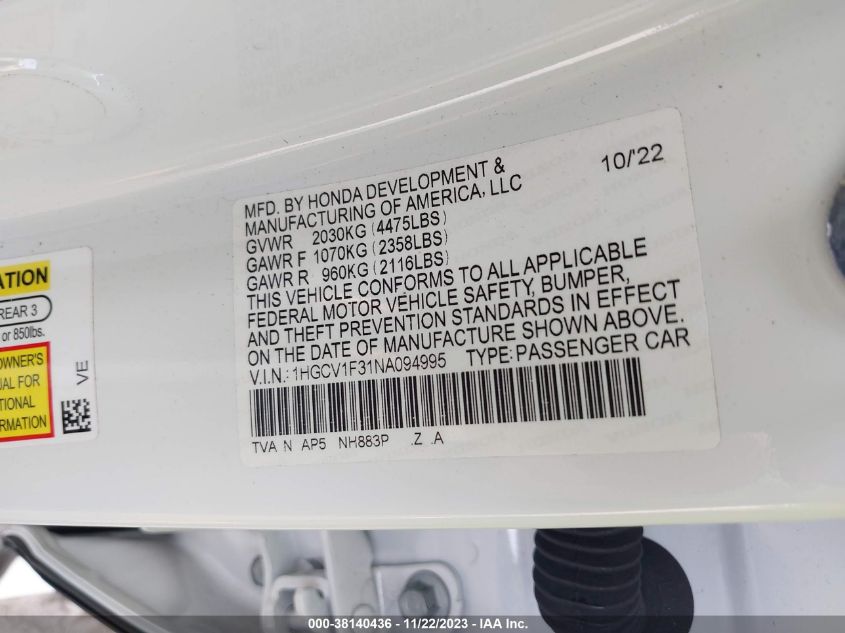 MFD. BY HONDA DEVELOPMENT &
MANUFACTURING OF AMERICA, LLC
10/'22
GVWR 2030KG (4475LBS)
GAWR F 1070KG (2358LBS)
GAWR R 960KG (2116LBS)
THIS VEHICLE CONFORMS TO ALL APPLICABLE
FEDERAL MOTOR VEHICLE SAFETY, BUMPER,
AND THEFT PREVENTION STANDARDS IN EFFECT
ON THE DATE OF MANUFACTURE SHOWN ABOVE.
V.I.N.: 1HGCV1F31NA094995 TYPE: PASSENGER CAR
TVA N AP5 NH883P .Z .A
ATION
REAR 3
or 850lbs.
OWNER'S
UAL FOR
TIONAL
RMATION
VE
000-38140436 - 11/22/2023 - IAA Inc.